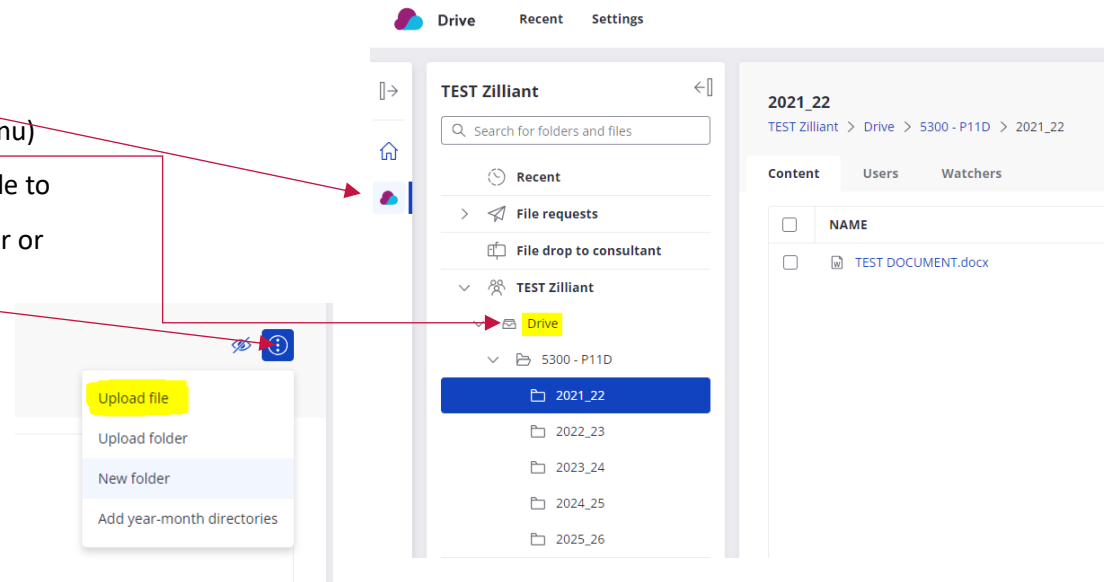 Drive Recent Settings
TEST Zilliant
Search for folders and files
Recent
File requests
File drop to consultant
TEST Zilliant
Drive
5300 - P11D
2021_22
2022_23
2023_24
2024_25
2025_26
2021_22
TEST Zilliant > Drive > 5300 - P11D > 2021_22
Content Users Watchers
NAME
TEST DOCUMENT.docx
to
or
Upload file
Upload folder
New folder
Add year-month directories